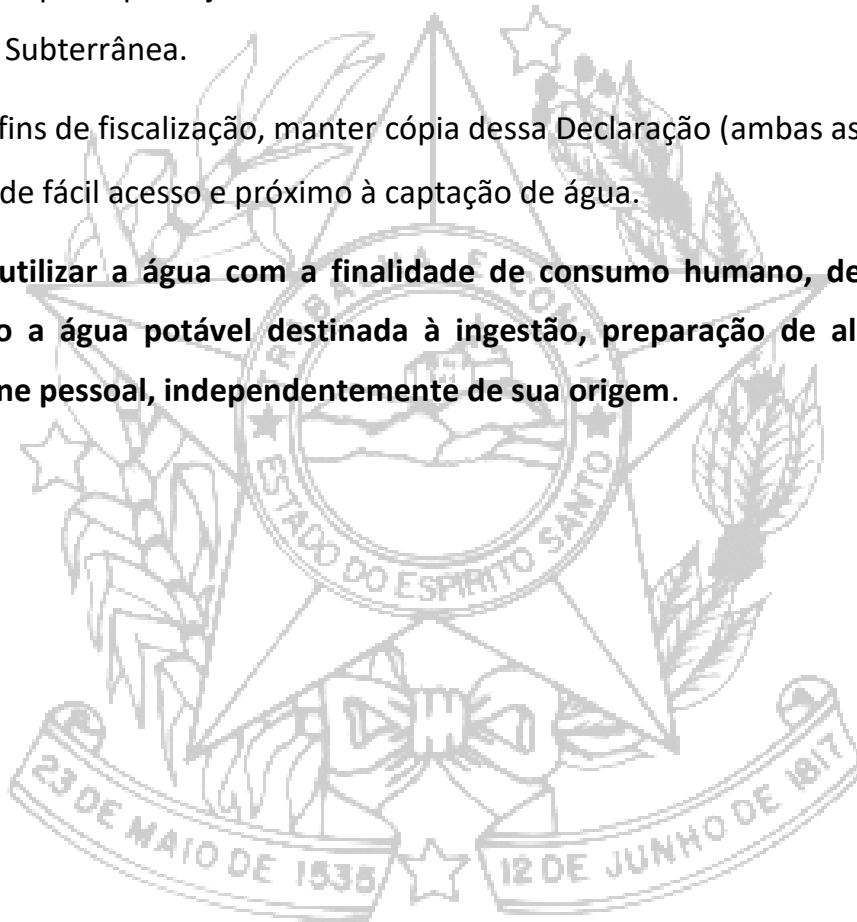 Subterrânea.
fins de fiscalização, manter cópia dessa Declaração (ambas as
de fácil acesso e próximo à captação de água.
utilizar a água com a finalidade de consumo humano, de
o a água potável destinada à ingestão, preparação de al
ne pessoal, independentemente de sua origem.
TRABALHA E CONFIA
ESTADO DO ESPIRITO SANTO
23 DE MAIO DE 1535
12 DE JUNHO DE 1817